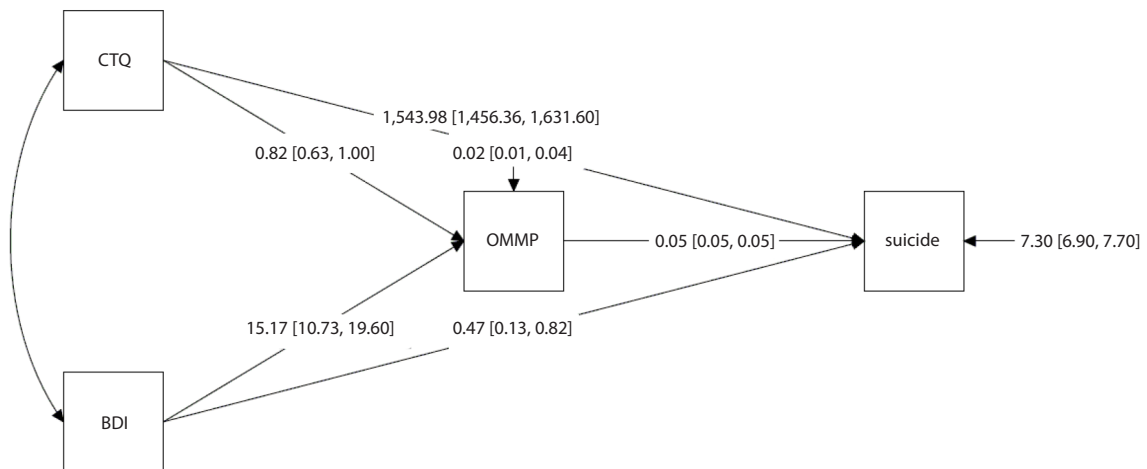 CTQ
1,543.98 [1,456.36, 1,631.60]
0.82 [0.63, 1.00]
0.02 [0.01, 0.04]
OMMP
0.05 [0.05, 0.05]
suicide
7.30 [6.90, 7.70]
15.17 [10.73, 19.60]
0.47 [0.13, 0.82]
BDI